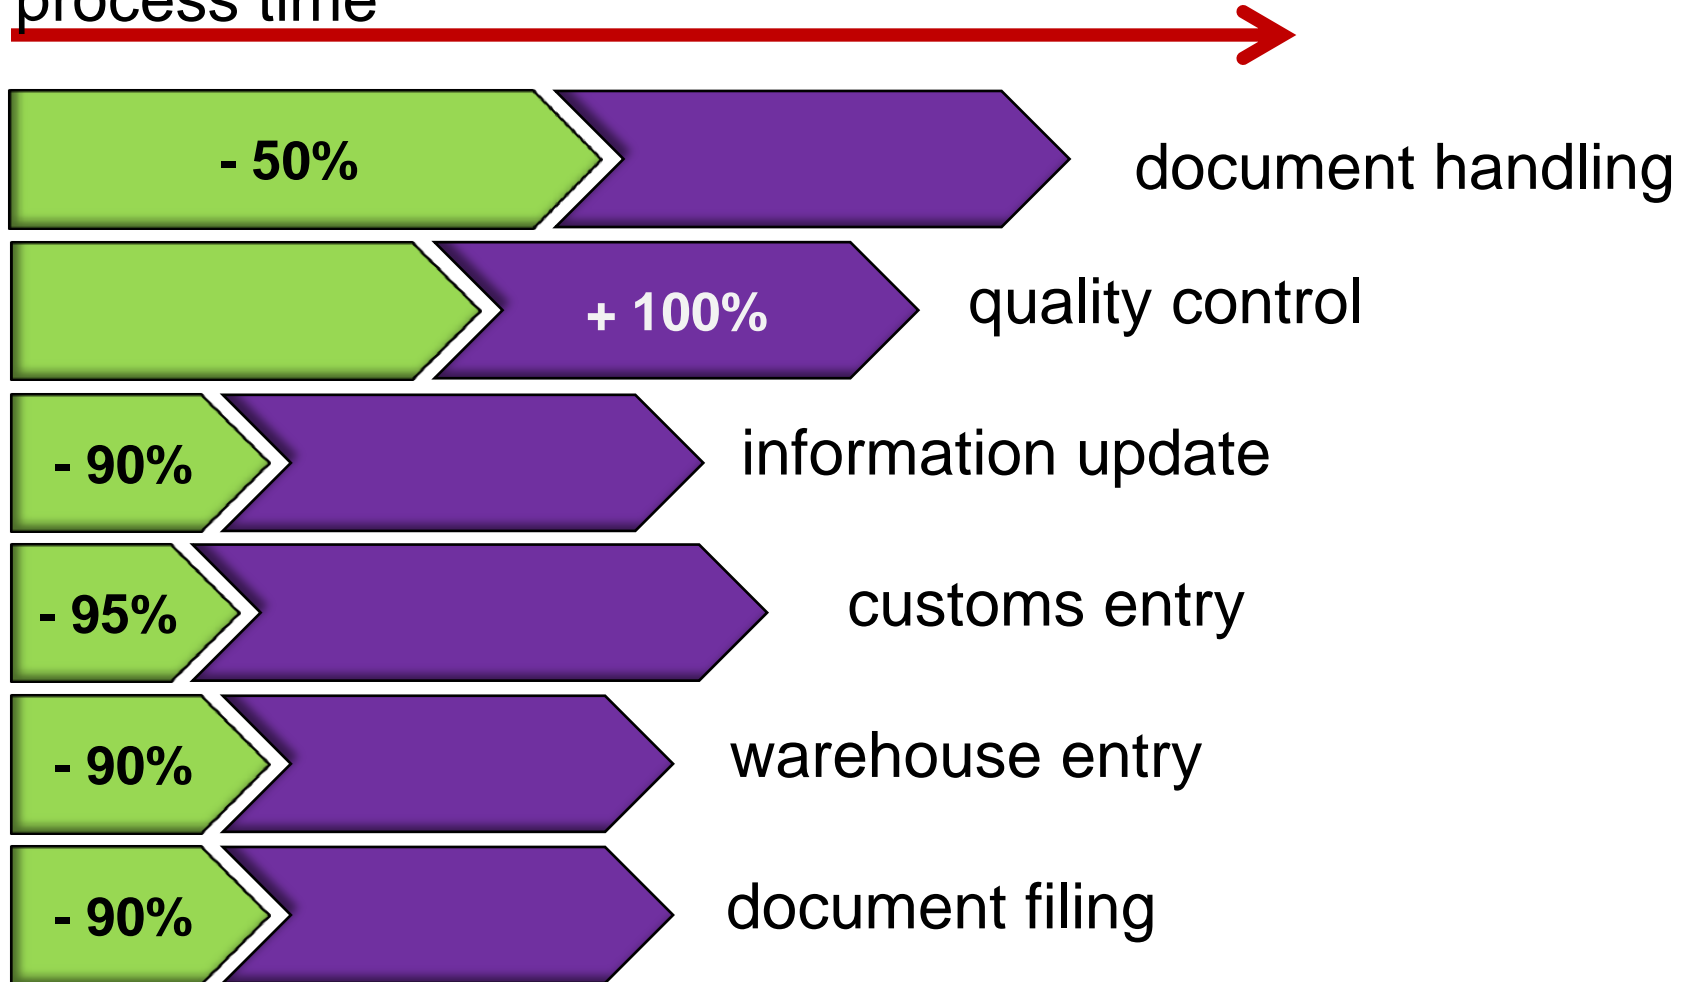 process time
- 50%
document handling
+ 100%
quality control
- 90%
information update
- 95%
customs entry
- 90%
warehouse entry
- 90%
document filing